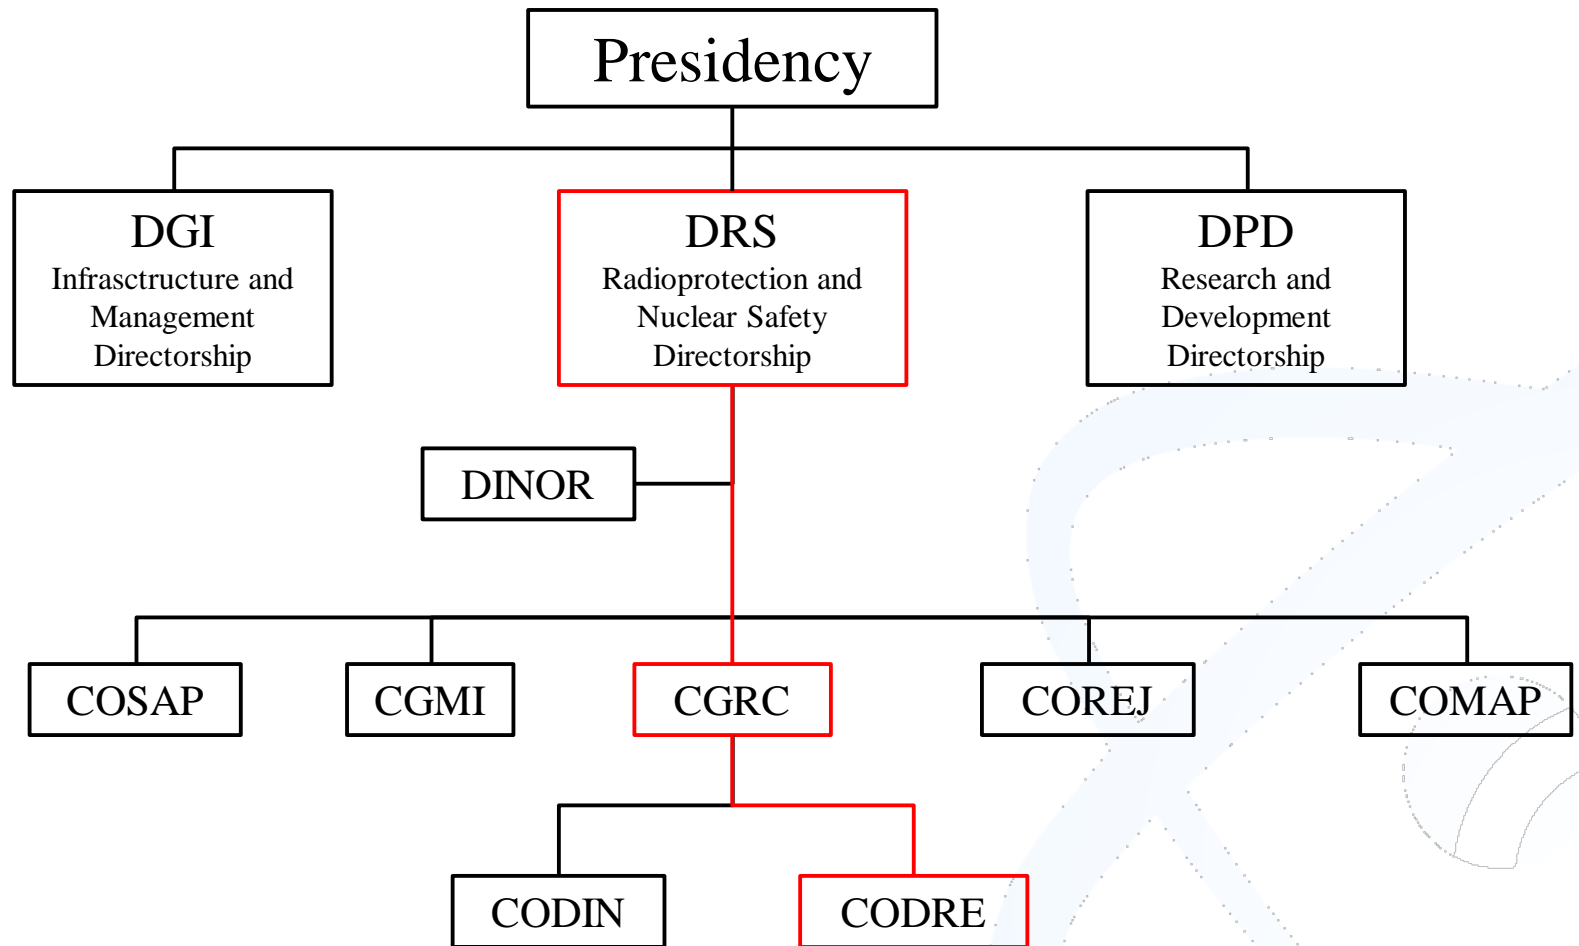 Presidency
DGI
Infrasctructure and
Management
Directorship
DRS
Radioprotection and
Nuclear Safety
Directorship
DPD
Research and
Development
Directorship
DINOR
COSAP
CGMI
CGRC
COREJ
COMAP
CODIN
CODRE